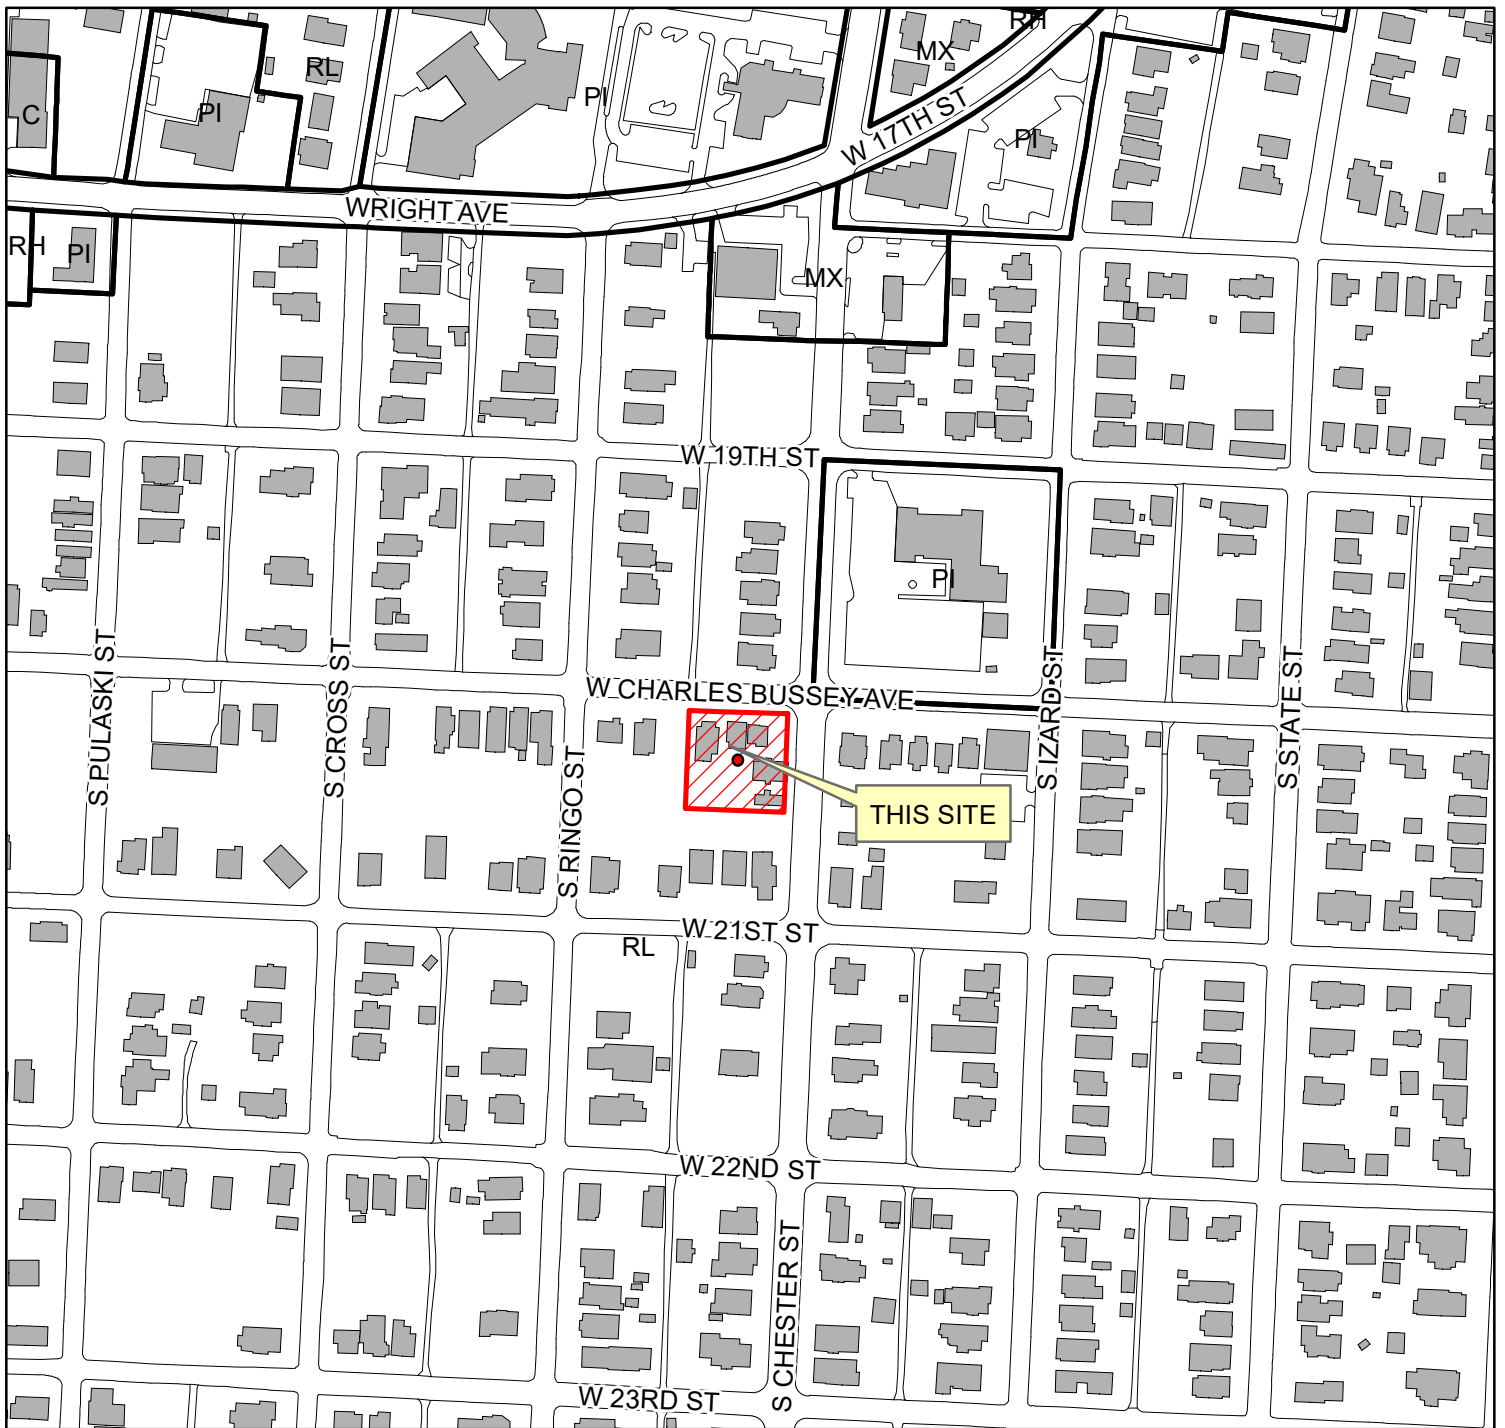 RH
MX
RL
PI
C
PI
W 17TH ST
PI
WRIGHT AVE
RH
PI
MX
W 19TH ST
PI
W CHARLES BUSSEY AVE
S PULASKI ST
S CROSS ST
S RINGO ST
S IZARD ST
S STATE ST
THIS SITE
W 21ST ST
RL
W 22ND ST
S CHESTER ST
W 23RD ST